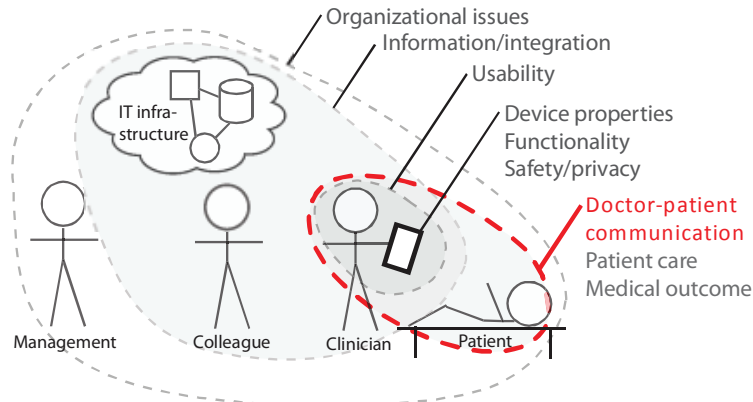 Organizational issues
Information/integration
Usability
IT infra-
structure
Device properties
Functionality
Safety/privacy
Doctor-patient
communication
Patient care
Medical outcome
Management
Colleague
Clinician
Patient